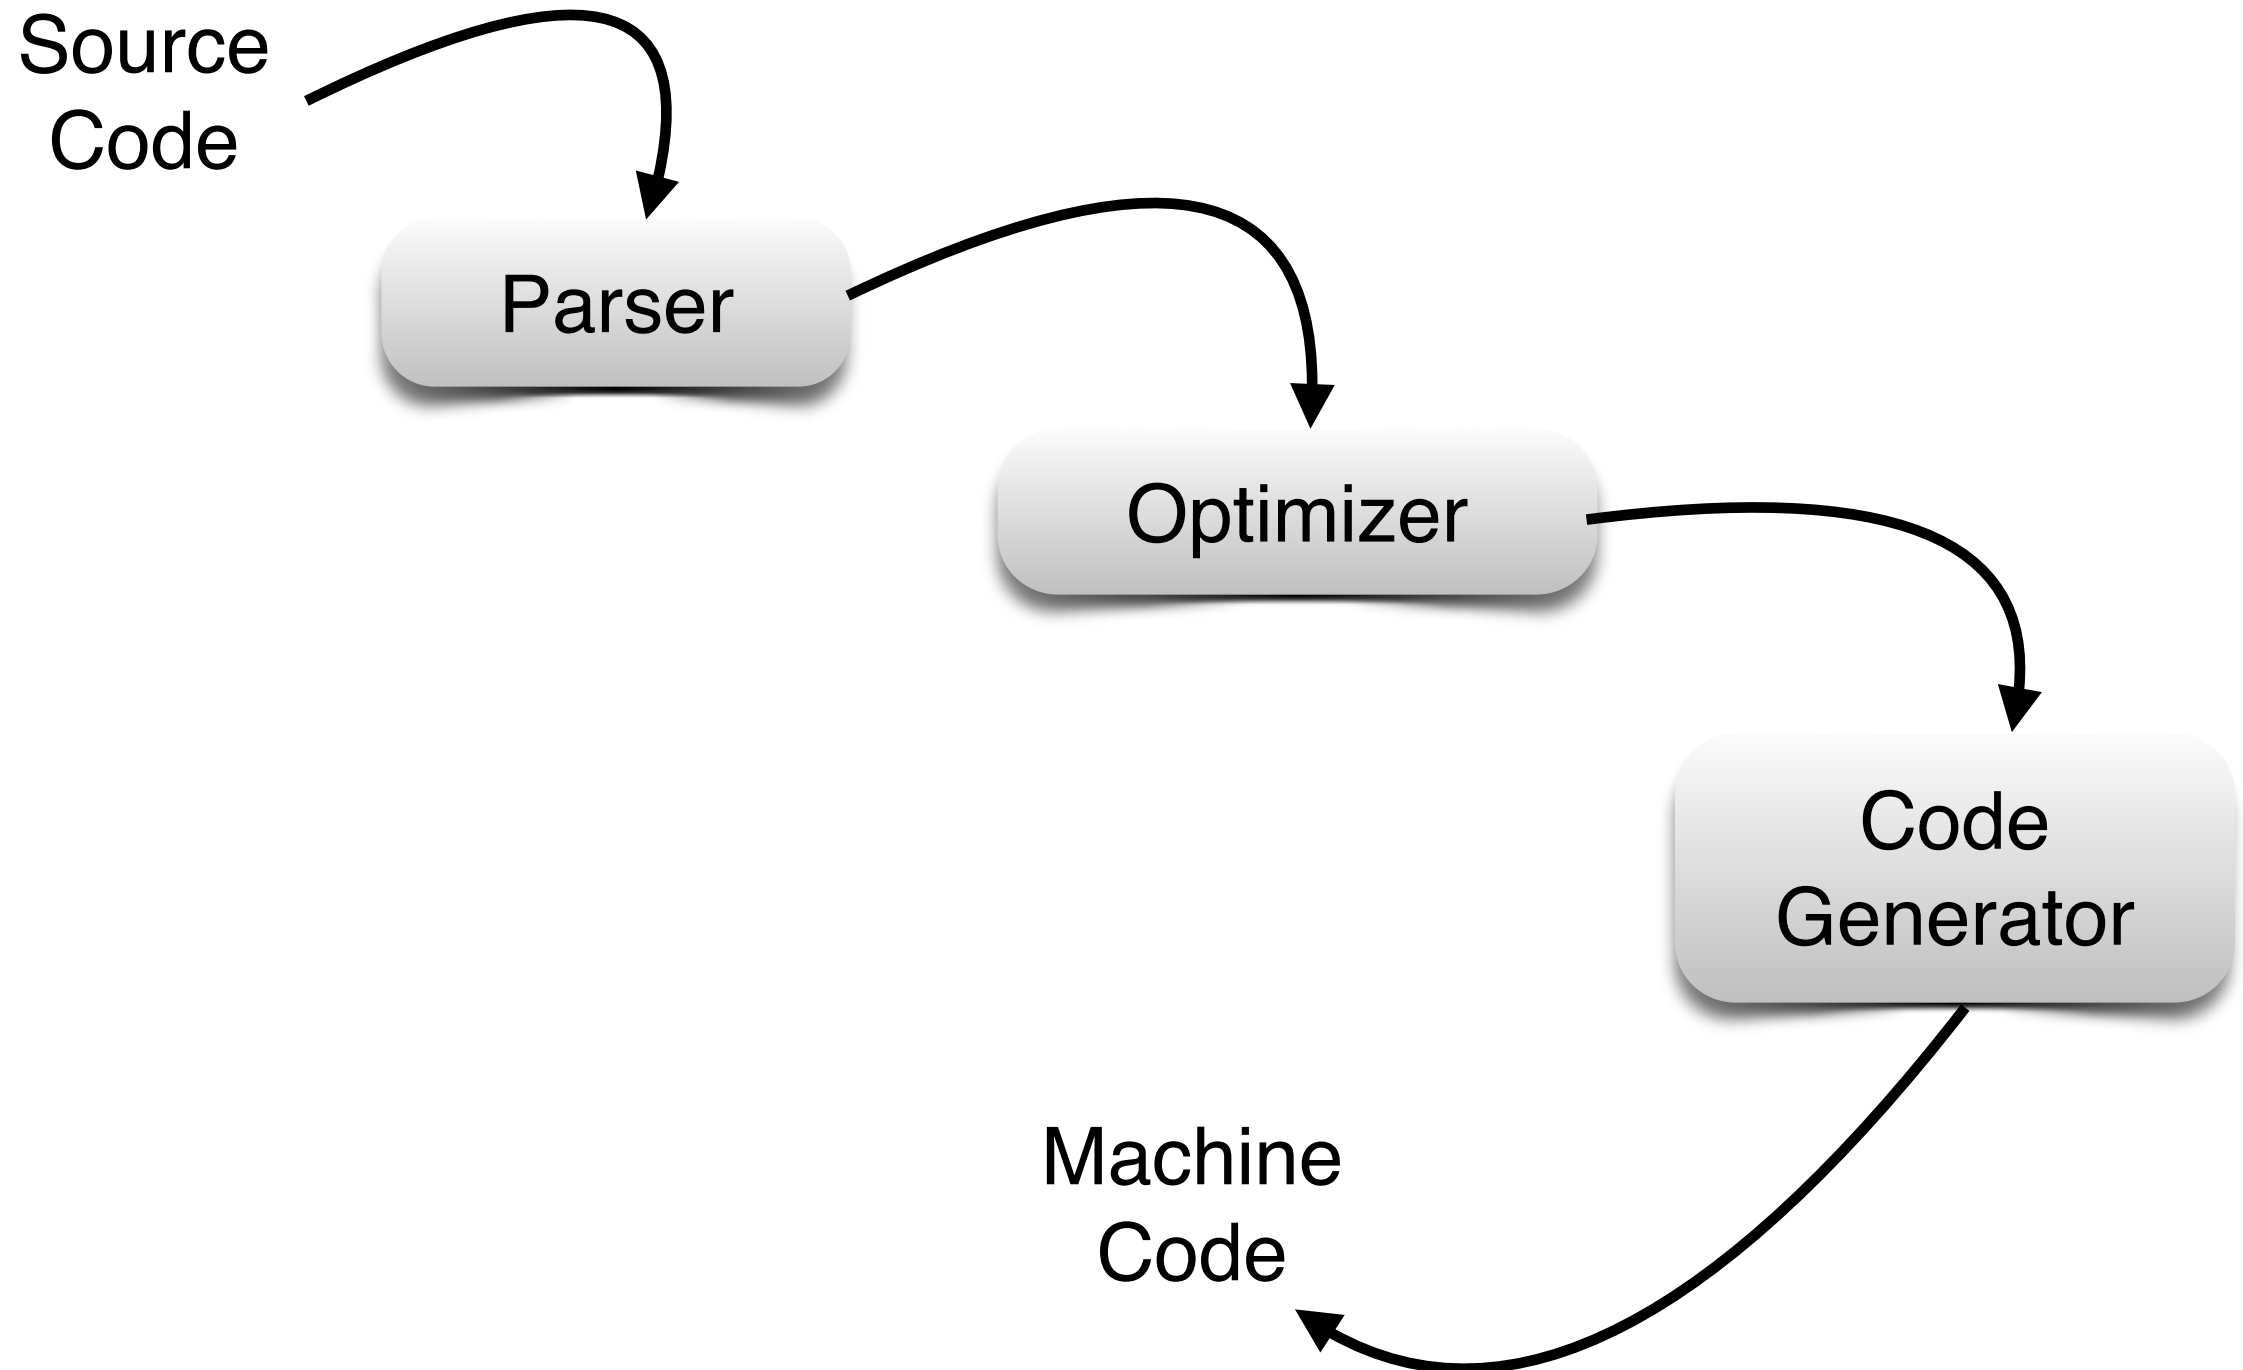 Source
Code
Parser
Optimizer
Code
Generator
Machine
Code